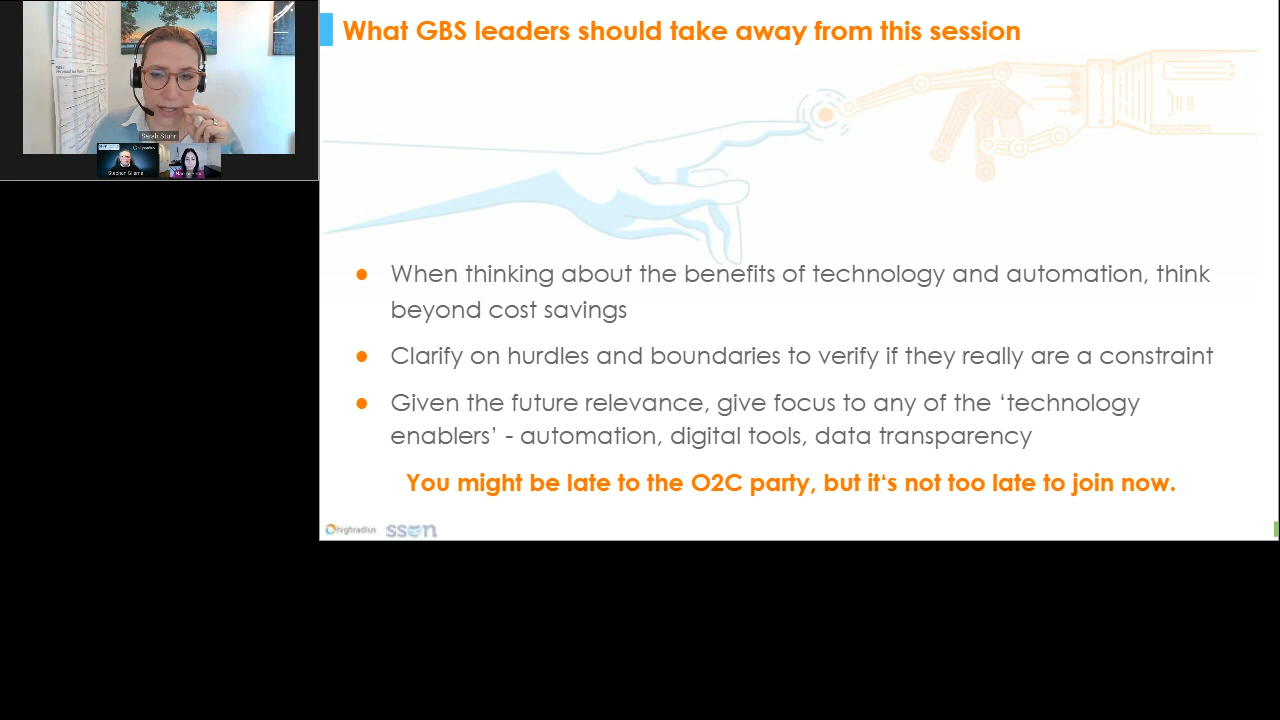 What GBS leaders should take away from this session
Sarah Stuhr
● When thinking about the benefits of technology and automation, think
beyond cost savings
● Clarify on hurdles and boundaries to verify if they really are a constraint
● Given the future relevance, give focus to any of the ‘technology
enablers’ - automation, digital tools, data transparency
You might be late to the O2C party, but it‘s not too late to join now.
highradius
sson